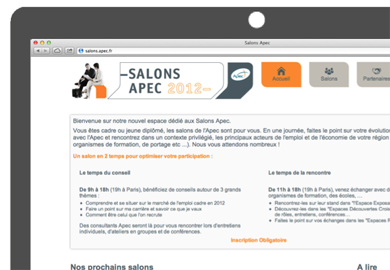 Salons Apec
salons.apec.fr
SALONS
APEC 2012
Accueil
Salons
Partenaires
Bienvenue sur notre nouvel espace dédié aux Salons Apec.
Vous êtes cadre ou jeune diplômé, les salons de l'Apec sont pour vous. En une journée, faites le point sur votre évolution
avec l'Apec et rencontrez dans un contexte privilégié, les principaux acteurs de l'emploi et de l'économie de votre région
organismes de formation, de portage etc ...). Nous vous attendons nombreux !
Un salon en 2 temps pour optimiser votre participation :
Le temps du conseil
De 9h à 18h (19h à Paris), bénéficiez de conseils autour de 3 grands
thèmes :
Comprendre et se situer sur le marché de l'emploi cadre en 2012
Faire un point sur ma carrière et savoir ce que je vaux
Comment être celui que l'on recrute
Des consultants Apec seront là pour vous rencontrer lors d'entretiens
individuels, d'ateliers en groupes et de conférences.
Le temps de la rencontre
De 11h à 18h (19h à Paris), venez échanger avec
de formation, des écoles, ...
Rencontrez-les sur leur stand dans "l'Espace
Découvrez-les dans les "Espaces Découvertes
de rôles, entretiens, conférences...
Faites le point sur vos échanges dans les "Espaces
Inscription Obligatoire
Nos prochains salons
A lire